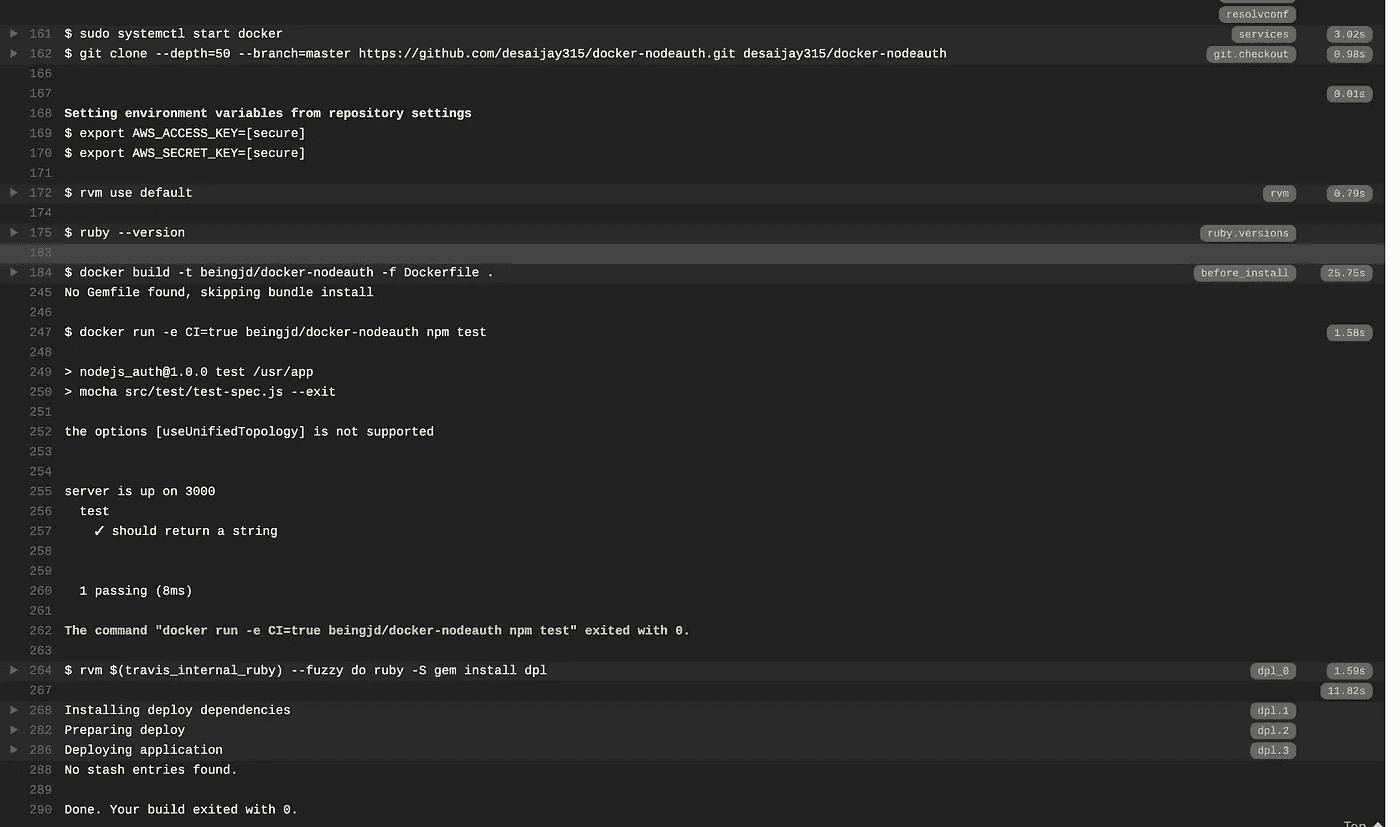 resolvconf
161 $ sudo systemctl start docker services 3.02s
162 $ git clone --depth=50 --branch=master https://github.com/desaijay315/docker-nodeauth.git desaijay315/docker-nodeauth git.checkout 0.98s
166
167 0.01s
168 Setting environment variables from repository settings
169 $ export AWS_ACCESS_KEY=[secure]
170 $ export AWS_SECRET_KEY=[secure]
171
172 $ rvm use default rvm 0.79s
174
175 $ ruby --version ruby.versions
183
184 $ docker build -t beingjd/docker-nodeauth -f Dockerfile . before_install 25.75s
245 No Gemfile found, skipping bundle install
246
247 $ docker run -e CI=true beingjd/docker-nodeauth npm test 1.58s
248
249 > nodejs_auth@1.0.0 test /usr/app
250 > mocha src/test/test-spec.js --exit
251
252 the options [useUnifiedTopology] is not supported
253
254
255 server is up on 3000
256 test
257 ✓ should return a string
258
259
260 1 passing (8ms)
261
262 The command "docker run -e CI=true beingjd/docker-nodeauth npm test" exited with 0.
263
264 $ rvm $(travis_internal_ruby) --fuzzy do ruby -S gem install dpl dpl_0 1.59s
267 11.82s
268 Installing deploy dependencies dpl.1
282 Preparing deploy dpl.2
286 Deploying application dpl.3
288 No stash entries found.
289
290 Done. Your build exited with 0.
Top